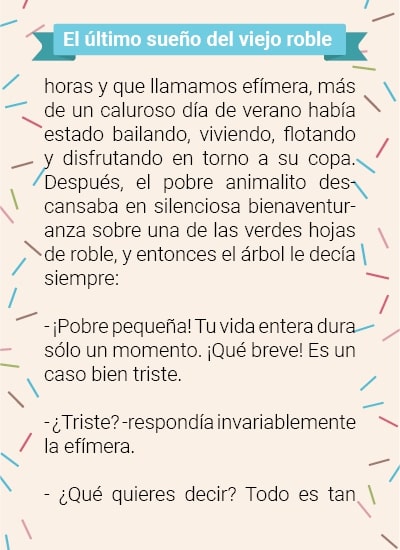 El último sueño del viejo roble
horas y que llamamos efímera, más
de un caluroso día de verano había
estado bailando, viviendo, flotando
y disfrutando en torno a su copa.
Después, el pobre animalito des-
cansaba en silenciosa bienaventur-
anza sobre una de las verdes hojas
de roble, y entonces el árbol le decía
siempre:
- ¡Pobre pequeña! Tu vida entera dura
sólo un momento. ¡Qué breve! Es un
caso bien triste.
- ¿Triste? -respondía invariablemente
la efímera.
- ¿Qué quieres decir? Todo es tan